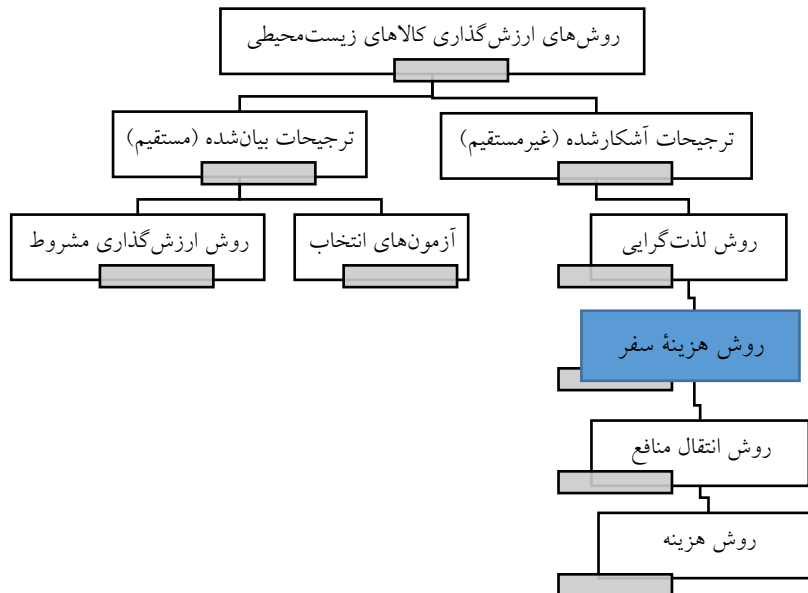 روش‌های ارزش‌گذاری کالاهای زیست‌محیطی
ترجیحات آشکارشده (غیرمستقیم)
ترجیحات بیان‌شده (مستقیم)
روش لذت‌گرایی
آزمون‌های انتخاب
روش ارزش‌گذاری مشروط
روش هزینهٔ سفر
روش انتقال منافع
روش هزینه